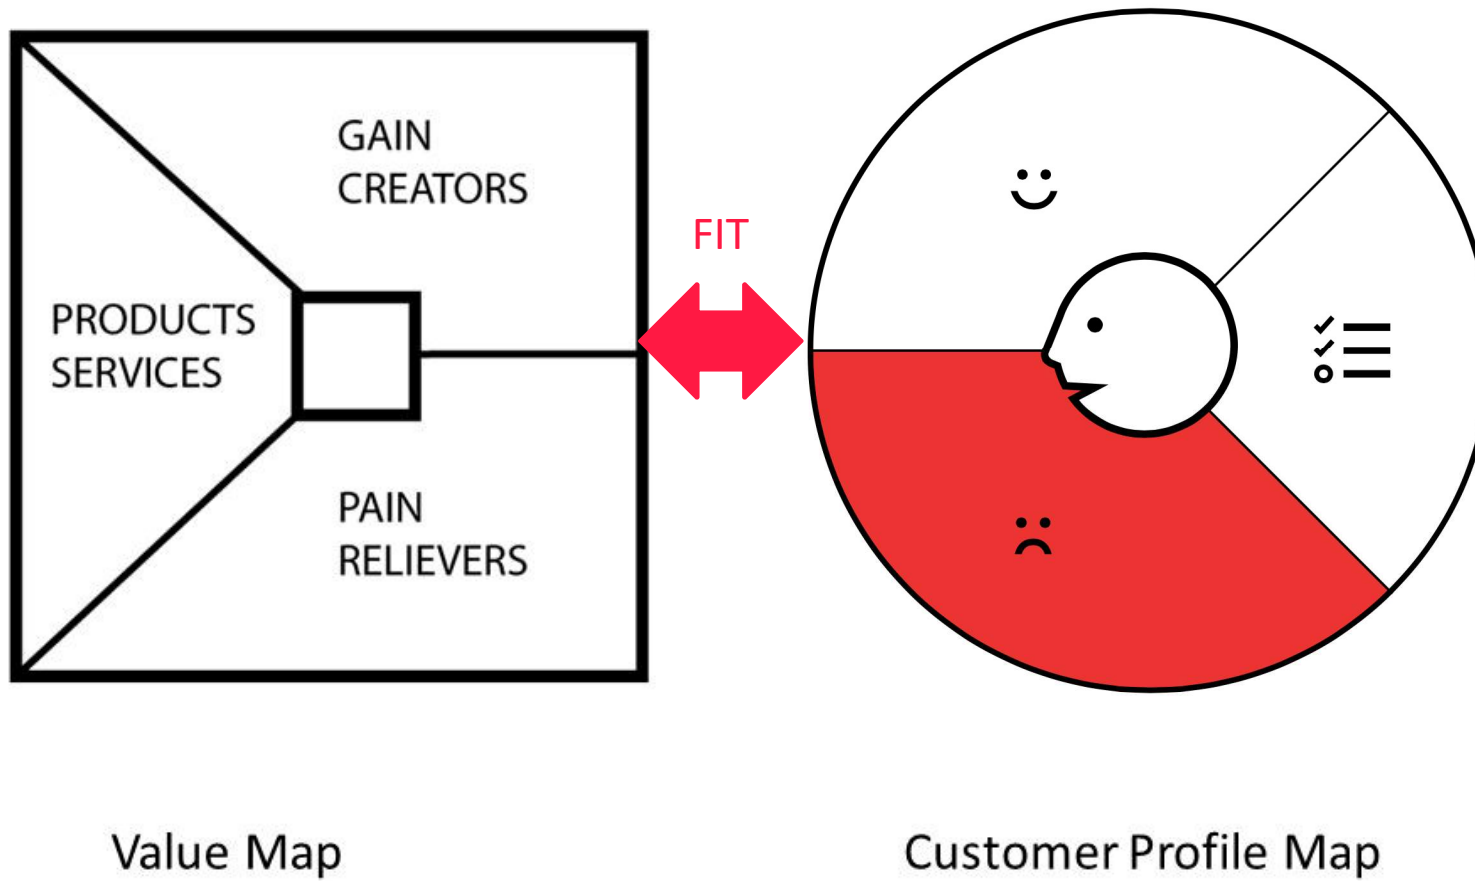 GAIN
CREATORS
FIT
PRODUCTS
SERVICES
PAIN
RELIEVERS
Value Map
Customer Profile Map